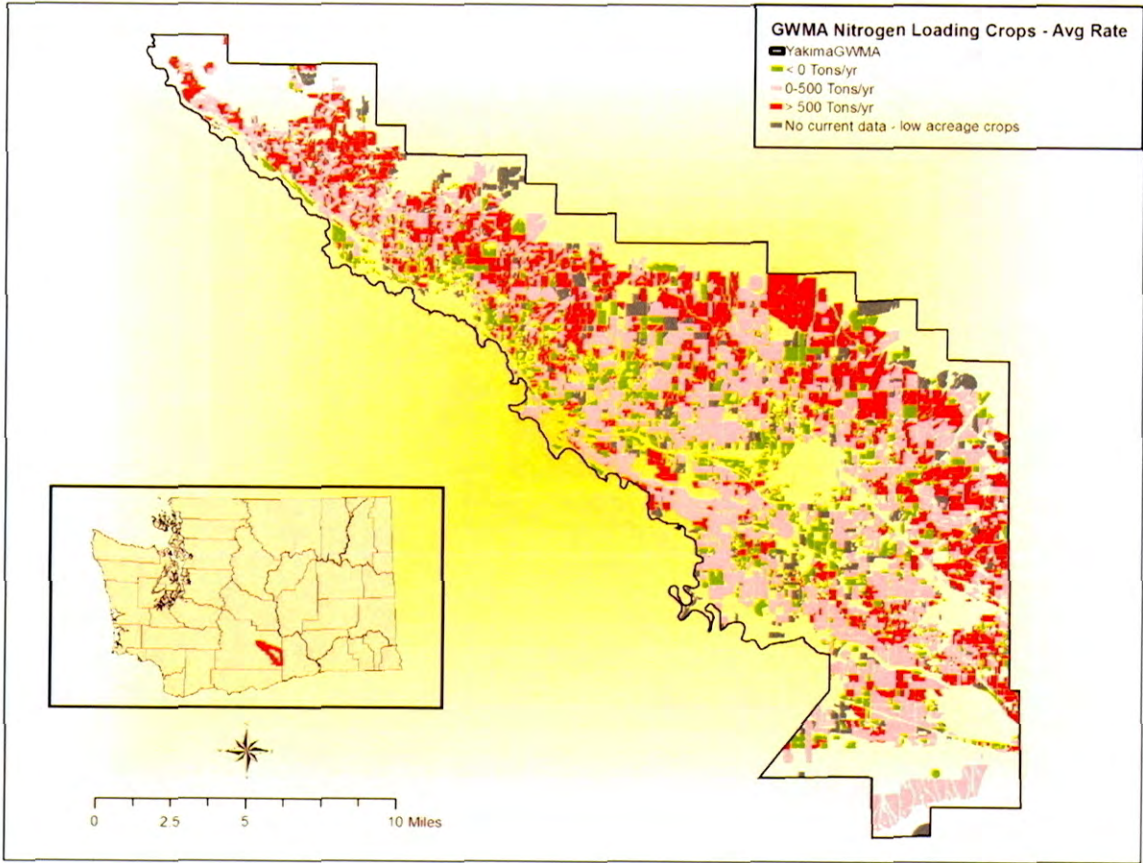 GWMA Nitrogen Loading Crops - Avg Rate
YakimaGWMA
< 0 Tons/yr
0-500 Tons/yr
> 500 Tons/yr
No current data - low acreage crops
0 2.5 5 10 Miles